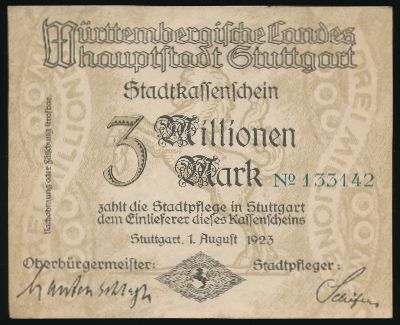 Württembergische Landes
hauptstadt Stuttgart
Stadtkassenschein
3 Millionen
Mark
No 133142
zahlt die Stadtpflege in Stuttgart
dem Einlieferer dieses Kassenscheins
Stuttgart, 1. August 1923
Oberbürgermeister:
Stadtpfleger:
Nachahmung oder Fälschung strafbar.